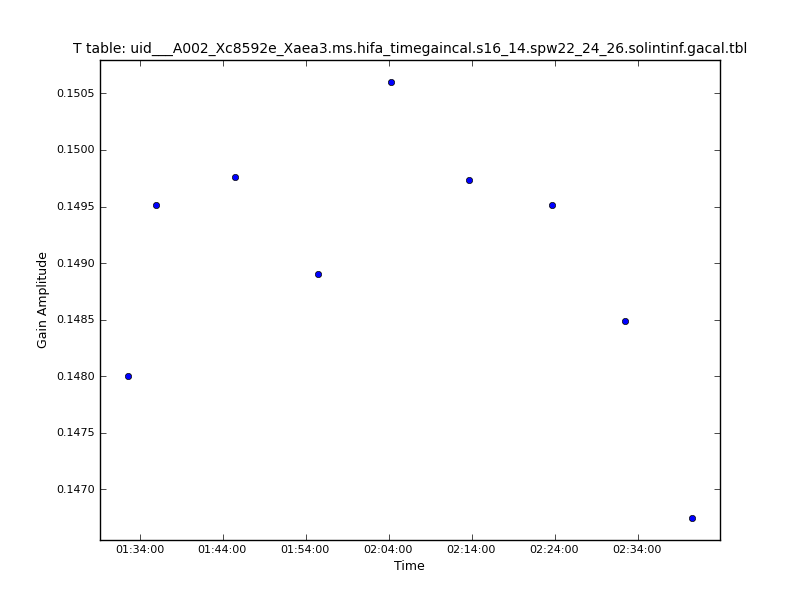 T table: uid___A002_Xc8592e_Xaea3.ms.hifa_timegaincal.s16_14.spw22_24_26.solintinf.gacal.tbl
0.1505
0.1500
0.1495
0.1490
0.1485
0.1480
0.1475
0.1470
Gain Amplitude
01:34:00 01:44:00 01:54:00 02:04:00 02:14:00 02:24:00 02:34:00
Time